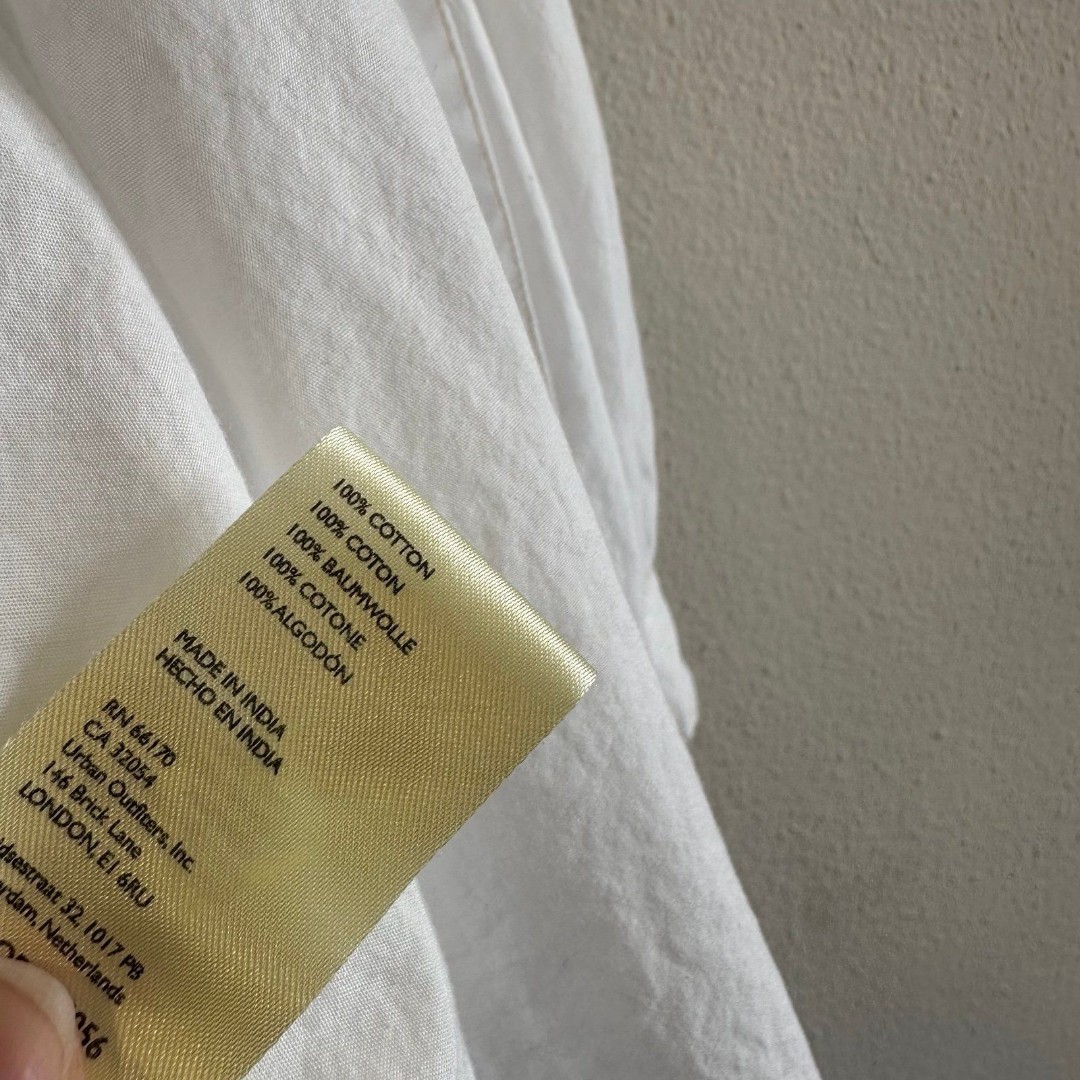 100% COTTON
100% COTON
100% BAUMWOLLE
100% COTONE
100%ALGODÓN
MADE IN INDIA
HECHO EN INDIA
RN 66170
CA 32054
Urban Outfitters, Inc.
146 Brick Lane
LONDON, E1 6RU
32, 1017 PB
Netherlands